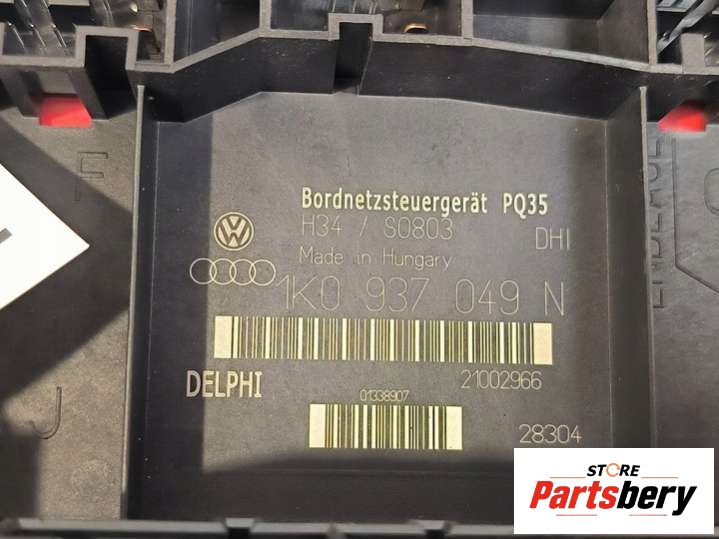 Bordnetzsteuergerät PQ35
H34 / S0803
DHI
Made in Hungary
1K0 937 049 N
DELPHI
21002966
01338907
28304
F
J
STORE
Partsbery